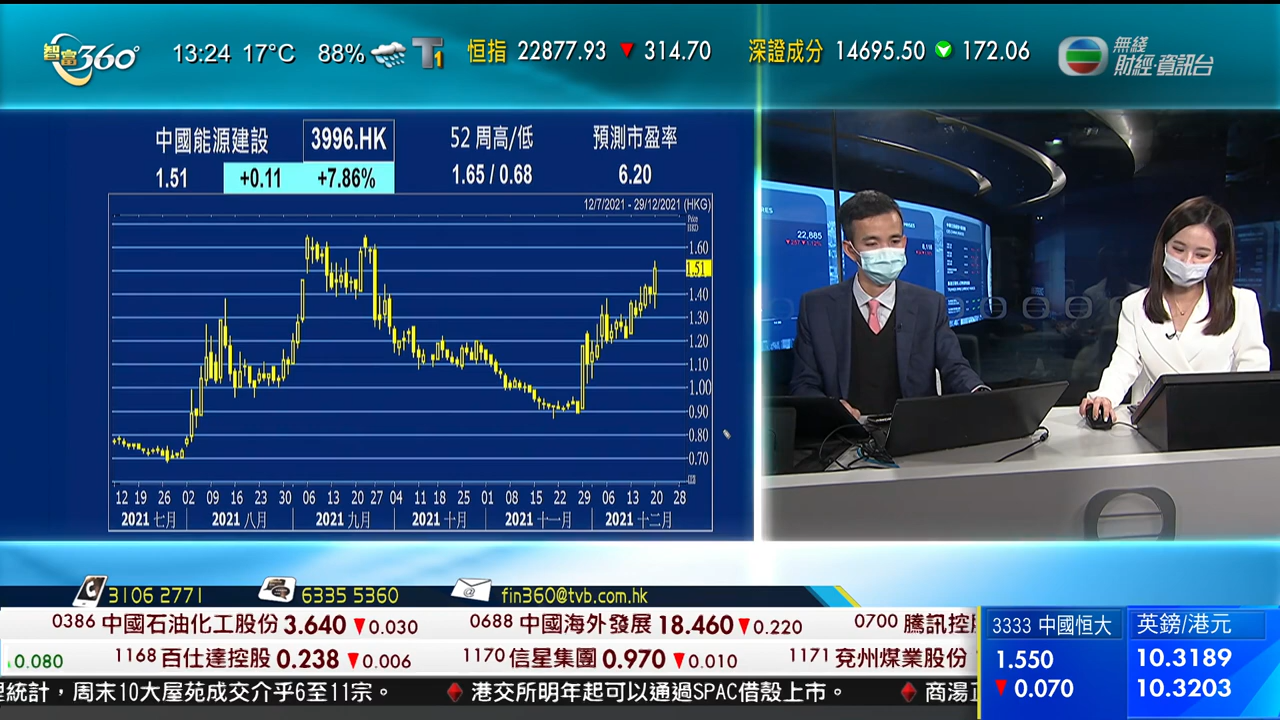 智富360°
13:24 17°C 88% T1 恒指 22877.93 ▼ 314.70 深證成分 14695.50 172.06
無綫
財經·資訊台
中國能源建設 3996.HK 52 周高/低 預測市盈率
1.51 +0.11 +7.86% 1.65 / 0.68 6.20
12/7/2021 - 29/12/2021 (HKG)
Price
HKD
1.60
1.51
1.40
1.30
1.20
1.10
1.00
0.90
0.80
0.70
12 19 26 02 09 16 23 30 06 13 20 27 04 11 18 25 01 08 15 22 29 06 13 20 28
2021 七月 2021 八月 2021 九月 2021 十月 2021 十一月 2021 十二月
22,885
3106 2771 6335 5360 fin360@tvb.com.hk
0386 中國石油化工股份 3.640 ▼0.030 0688 中國海外發展 18.460 ▼0.220 0700 騰訊控
0.080 1168 百仕達控股 0.238 ▼0.006 1170 信星集團 0.970 ▼0.010 1171 兗州煤業股份
統計，周末10大屋苑成交介乎6至11宗。 港交所明年起可以通過SPAC借殼上市。 商湯
3333 中國恒大
1.550
▼ 0.070
英鎊/港元
10.3189
10.3203